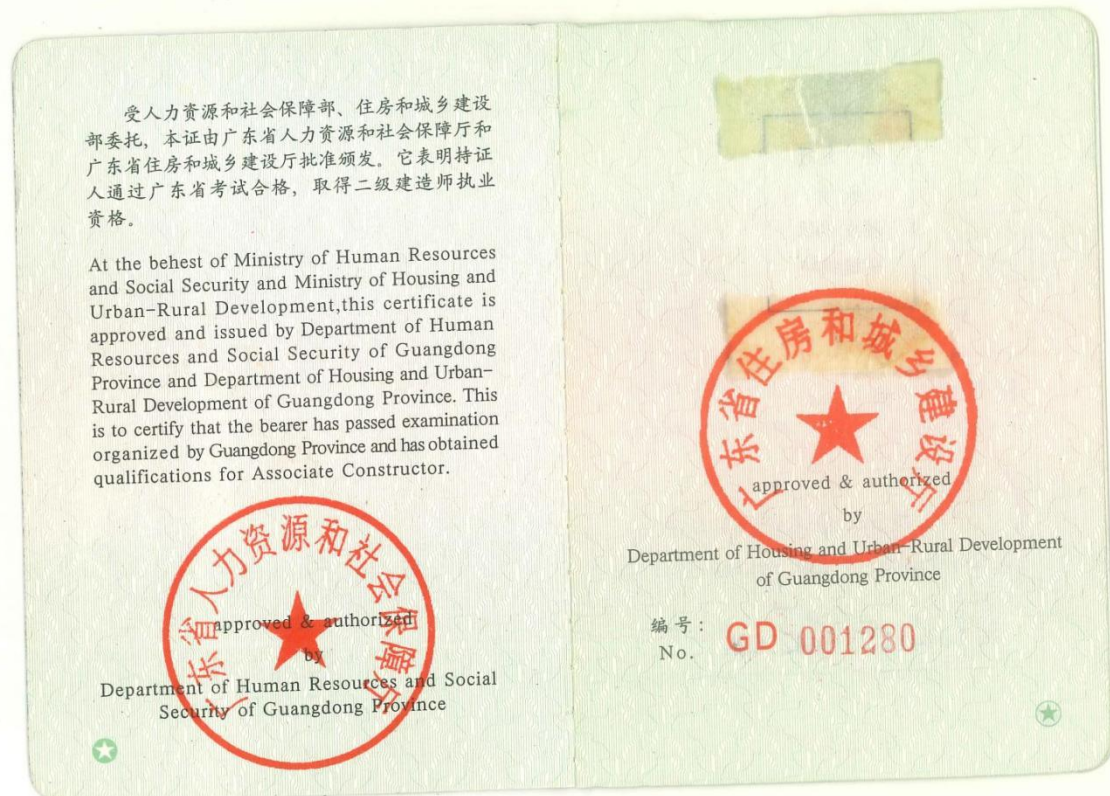 受人力资源和社会保障部、住房和城乡建设
部委托，本证由广东省人力资源和社会保障厅和
广东省住房和城乡建设厅批准颁发。它表明持证
人通过广东省考试合格，取得二级建造师执业
资格。
At the behest of Ministry of Human Resources
and Social Security and Ministry of Housing and
Urban-Rural Development,this certificate is
approved and issued by Department of Human
Resources and Social Security of Guangdong
Province and Department of Housing and Urban-
Rural Development of Guangdong Province. This
is to certify that the bearer has passed examination
organized by Guangdong Province and has obtained
qualifications for Associate Constructor.
广东省人力资源和社会保障厅
approved & authorized
by
Department of Human Resources and Social
Security of Guangdong Province
广东省住房和城乡建设厅
approved & authorized
by
Department of Housing and Urban-Rural Development
of Guangdong Province
编号：
No. GD 001280